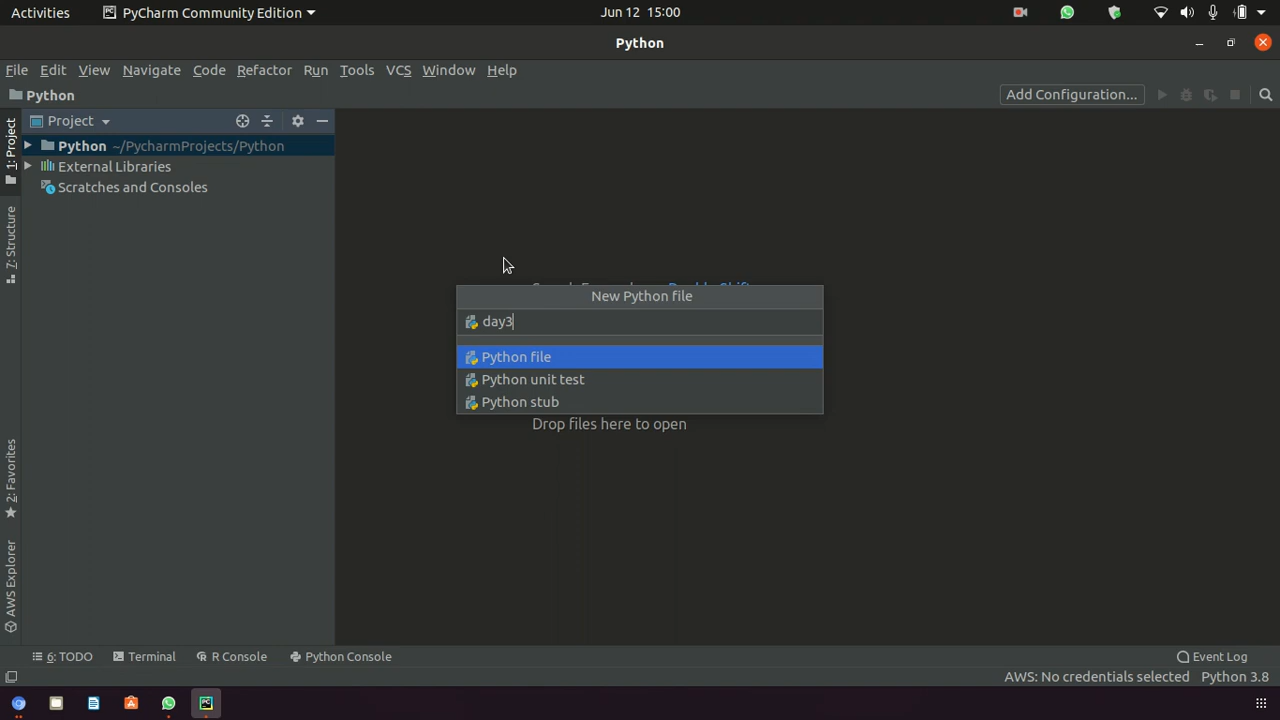 Activities PyCharm Community Edition Jun 12 15:00
Python
File Edit View Navigate Code Refactor Run Tools VCS Window Help
Python Add Configuration...
1: Project
Project
Python ~/PycharmProjects/Python
External Libraries
Scratches and Consoles
7: Structure
New Python file
day3
Python file
Python unit test
Python stub
Drop files here to open
2: Favorites
AWS Explorer
6: TODO Terminal R Console Python Console Event Log
AWS: No credentials selected Python 3.8